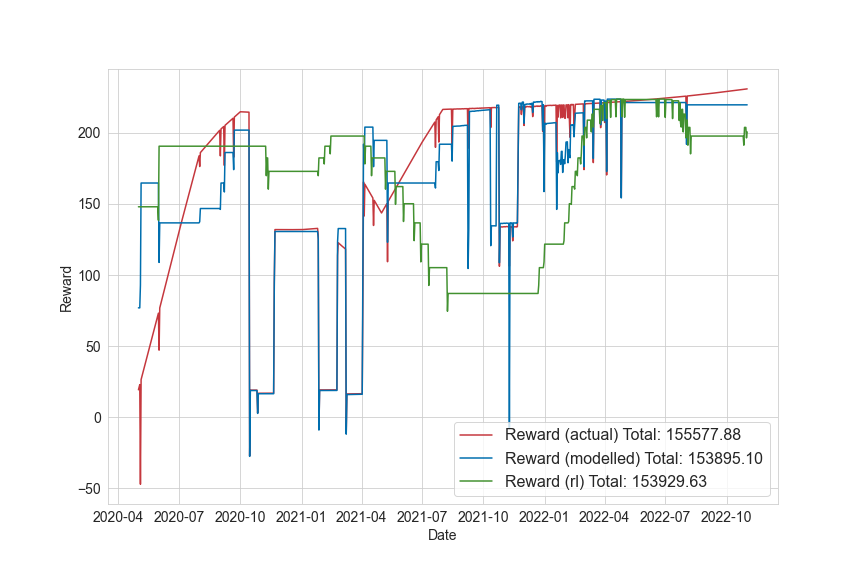 Reward
200
150
100
50
0
−50
2020-04 2020-07 2020-10 2021-01 2021-04 2021-07 2021-10 2022-01 2022-04 2022-07 2022-10
Date
Reward (actual) Total: 155577.88
Reward (modelled) Total: 153895.10
Reward (rl) Total: 153929.63